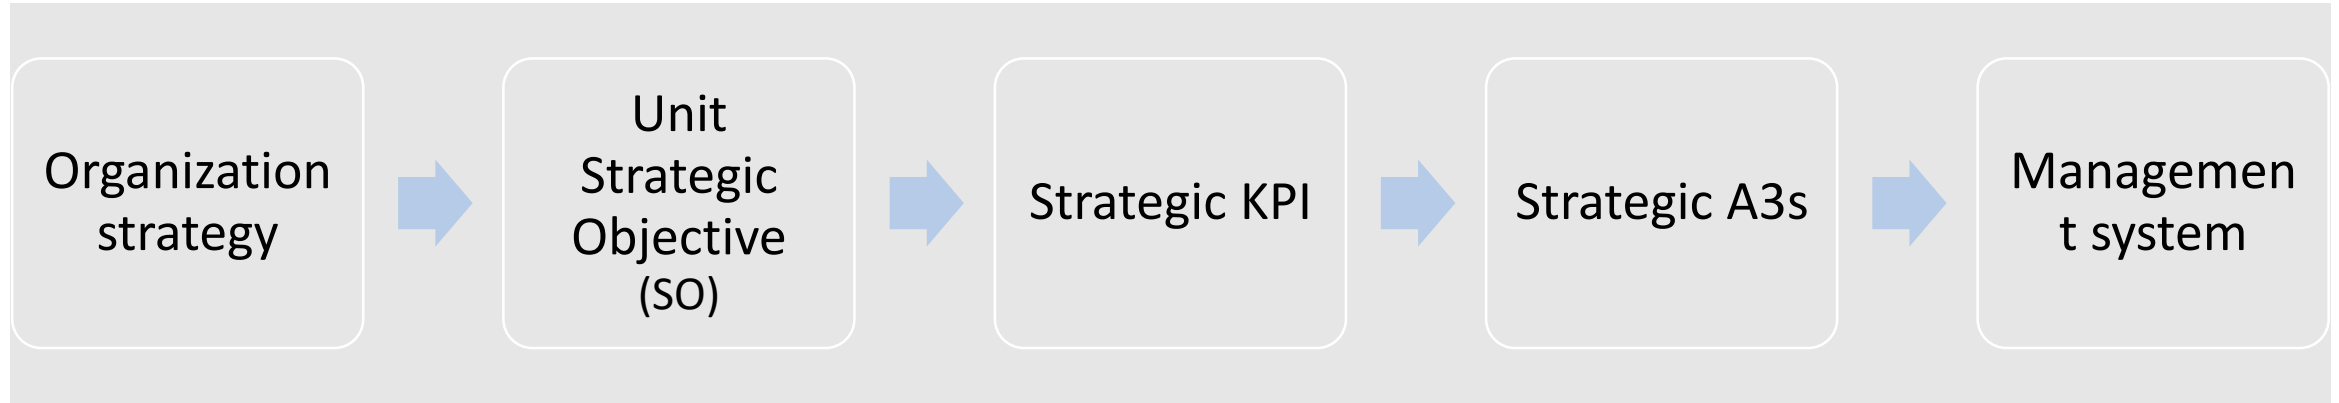 Organization
strategy
Unit
Strategic
Objective
(SO)
Strategic KPI
Strategic A3s
Managemen
t system